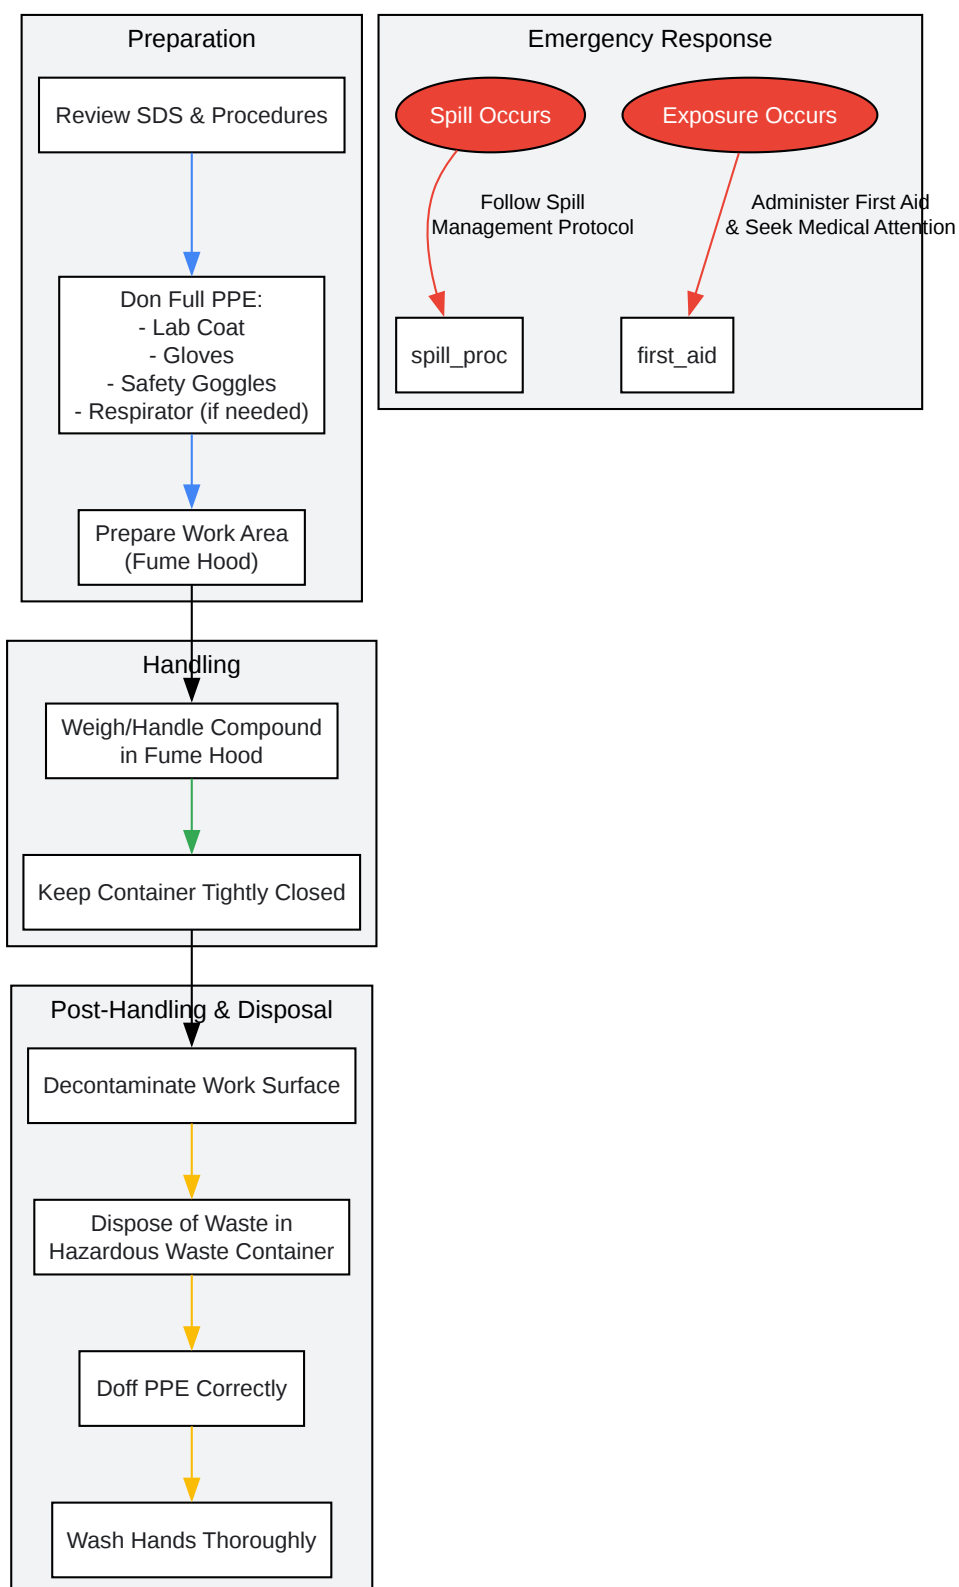 Preparation
Review SDS & Procedures
Don Full PPE:
- Lab Coat
- Gloves
- Safety Goggles
- Respirator (if needed)
Prepare Work Area
(Fume Hood)
Handling
Weigh/Handle Compound
in Fume Hood
Keep Container Tightly Closed
Post-Handling & Disposal
Decontaminate Work Surface
Dispose of Waste in
Hazardous Waste Container
Doff PPE Correctly
Wash Hands Thoroughly
Emergency Response
Spill Occurs
Follow Spill
Management Protocol
spill_proc
Exposure Occurs
Administer First Aid
& Seek Medical Attention
first_aid